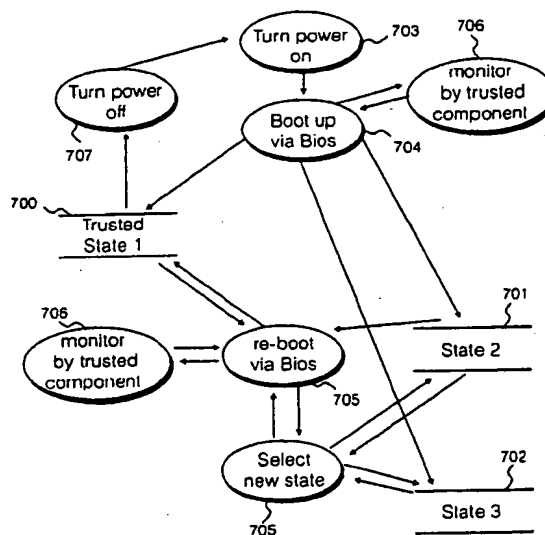 Turn power
on
703
706
monitor
by trusted
component
Turn power
off
707
Boot up
via Bios
704
700
Trusted
State 1
701
State 2
706
monitor
by trusted
component
re-boot
via Bios
705
Select
new state
705
702
State 3